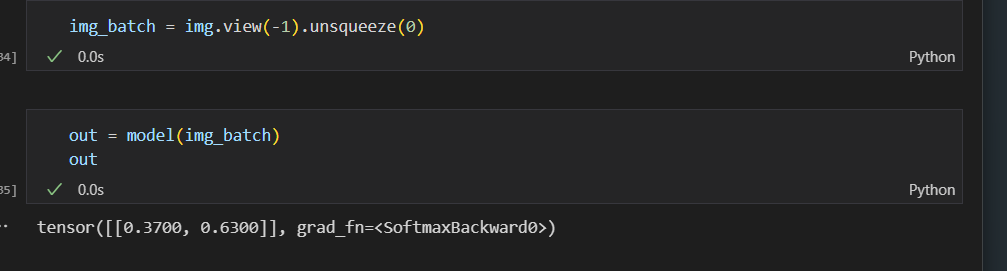 img_batch = img.view(-1).unsqueeze(0)
34]
0.0s
Python
out = model(img_batch)
out
35]
0.0s
Python
tensor([[0.3700, 0.6300]], grad_fn=<SoftmaxBackward0>)